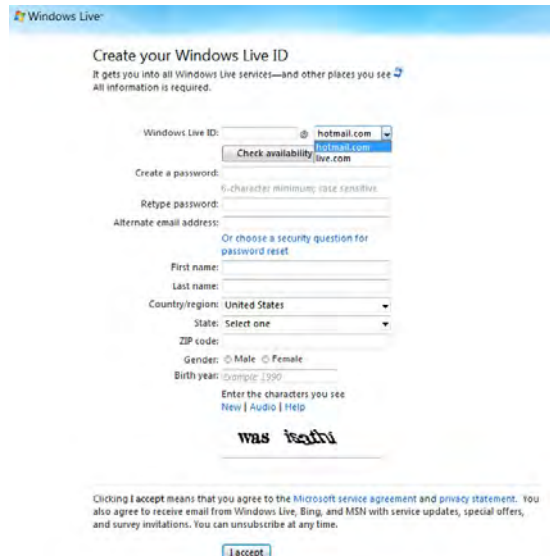 Windows Live™
Create your Windows Live ID
It gets you into all Windows Live services—and other places you see
All information is required.
Windows Live ID: @ hotmail.com
hotmail.com
Check availability live.com
Create a password:
6-character minimum; case sensitive
Retype password:
Alternate email address:
Or choose a security question for
password reset
First name:
Last name:
Country/region: United States
State: Select one
ZIP code:
Gender: Male Female
Birth year: Example: 1990
Enter the characters you see
New | Audio | Help
was isathi
Clicking I accept means that you agree to the Microsoft service agreement and privacy statement. You
also agree to receive email from Windows Live, Bing, and MSN with service updates, special offers,
and survey invitations. You can unsubscribe at any time.
I accept